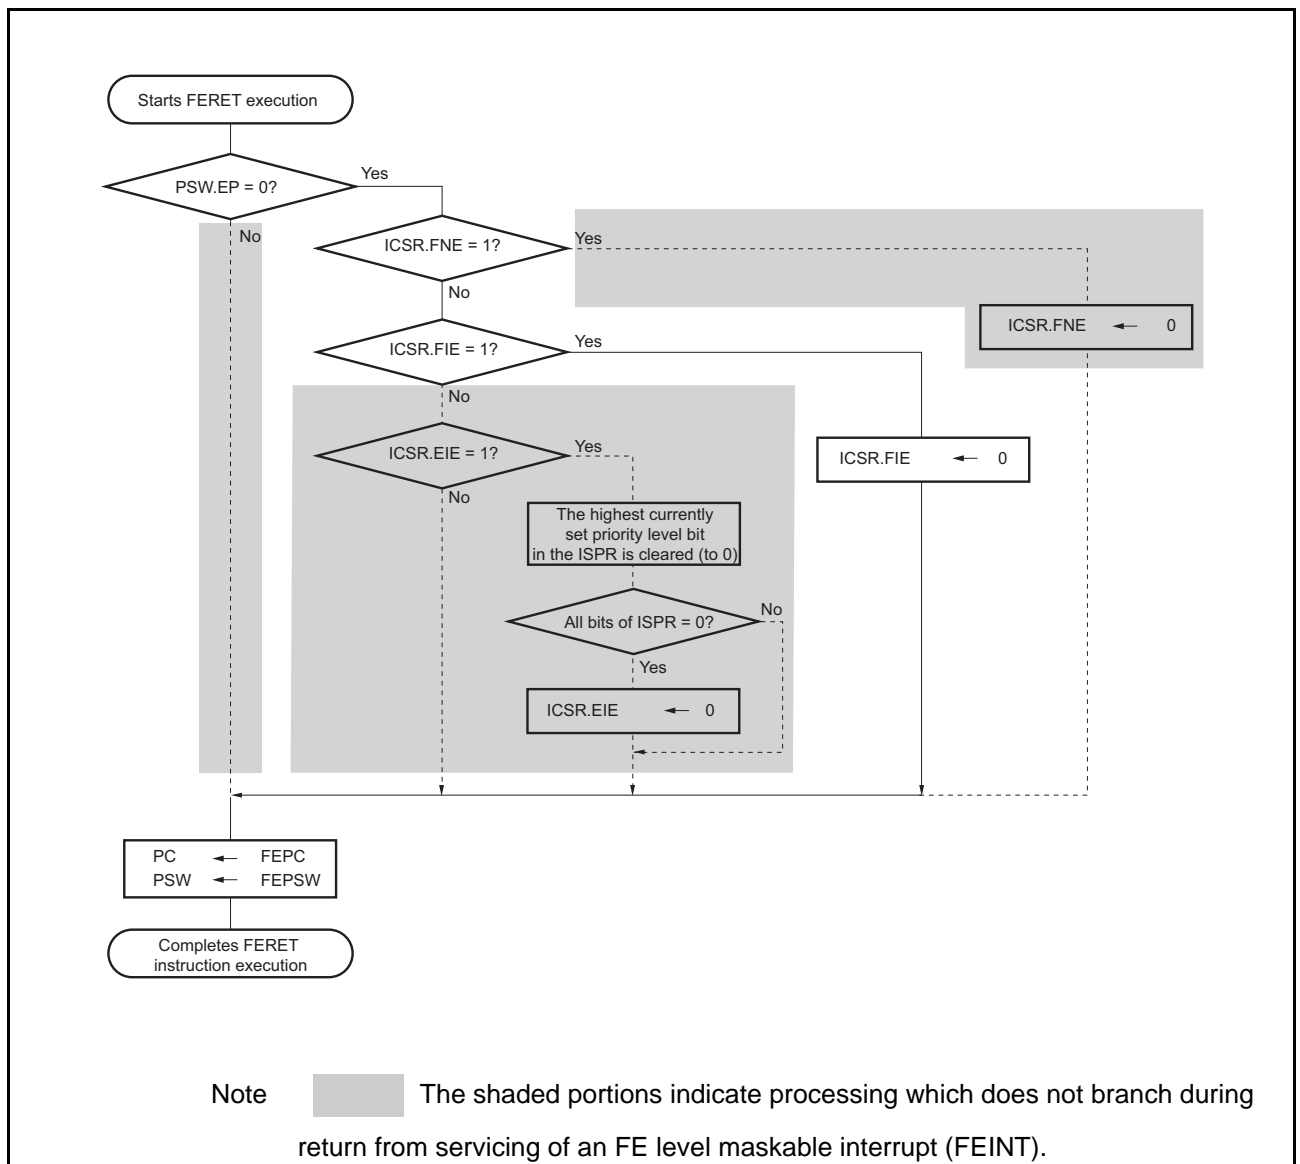 Starts FERET execution
PSW.EP = 0?
Yes
No
ICSR.FNE = 1?
Yes
No
ICSR.FNE ← 0
ICSR.FIE = 1?
Yes
No
ICSR.EIE = 1?
Yes
No
ICSR.FIE ← 0
The highest currently
set priority level bit
in the ISPR is cleared (to 0)
All bits of ISPR = 0?
No
Yes
ICSR.EIE ← 0
PC ← FEPC
PSW ← FEPSW
Completes FERET
instruction execution
Note The shaded portions indicate processing which does not branch during
return from servicing of an FE level maskable interrupt (FEINT).